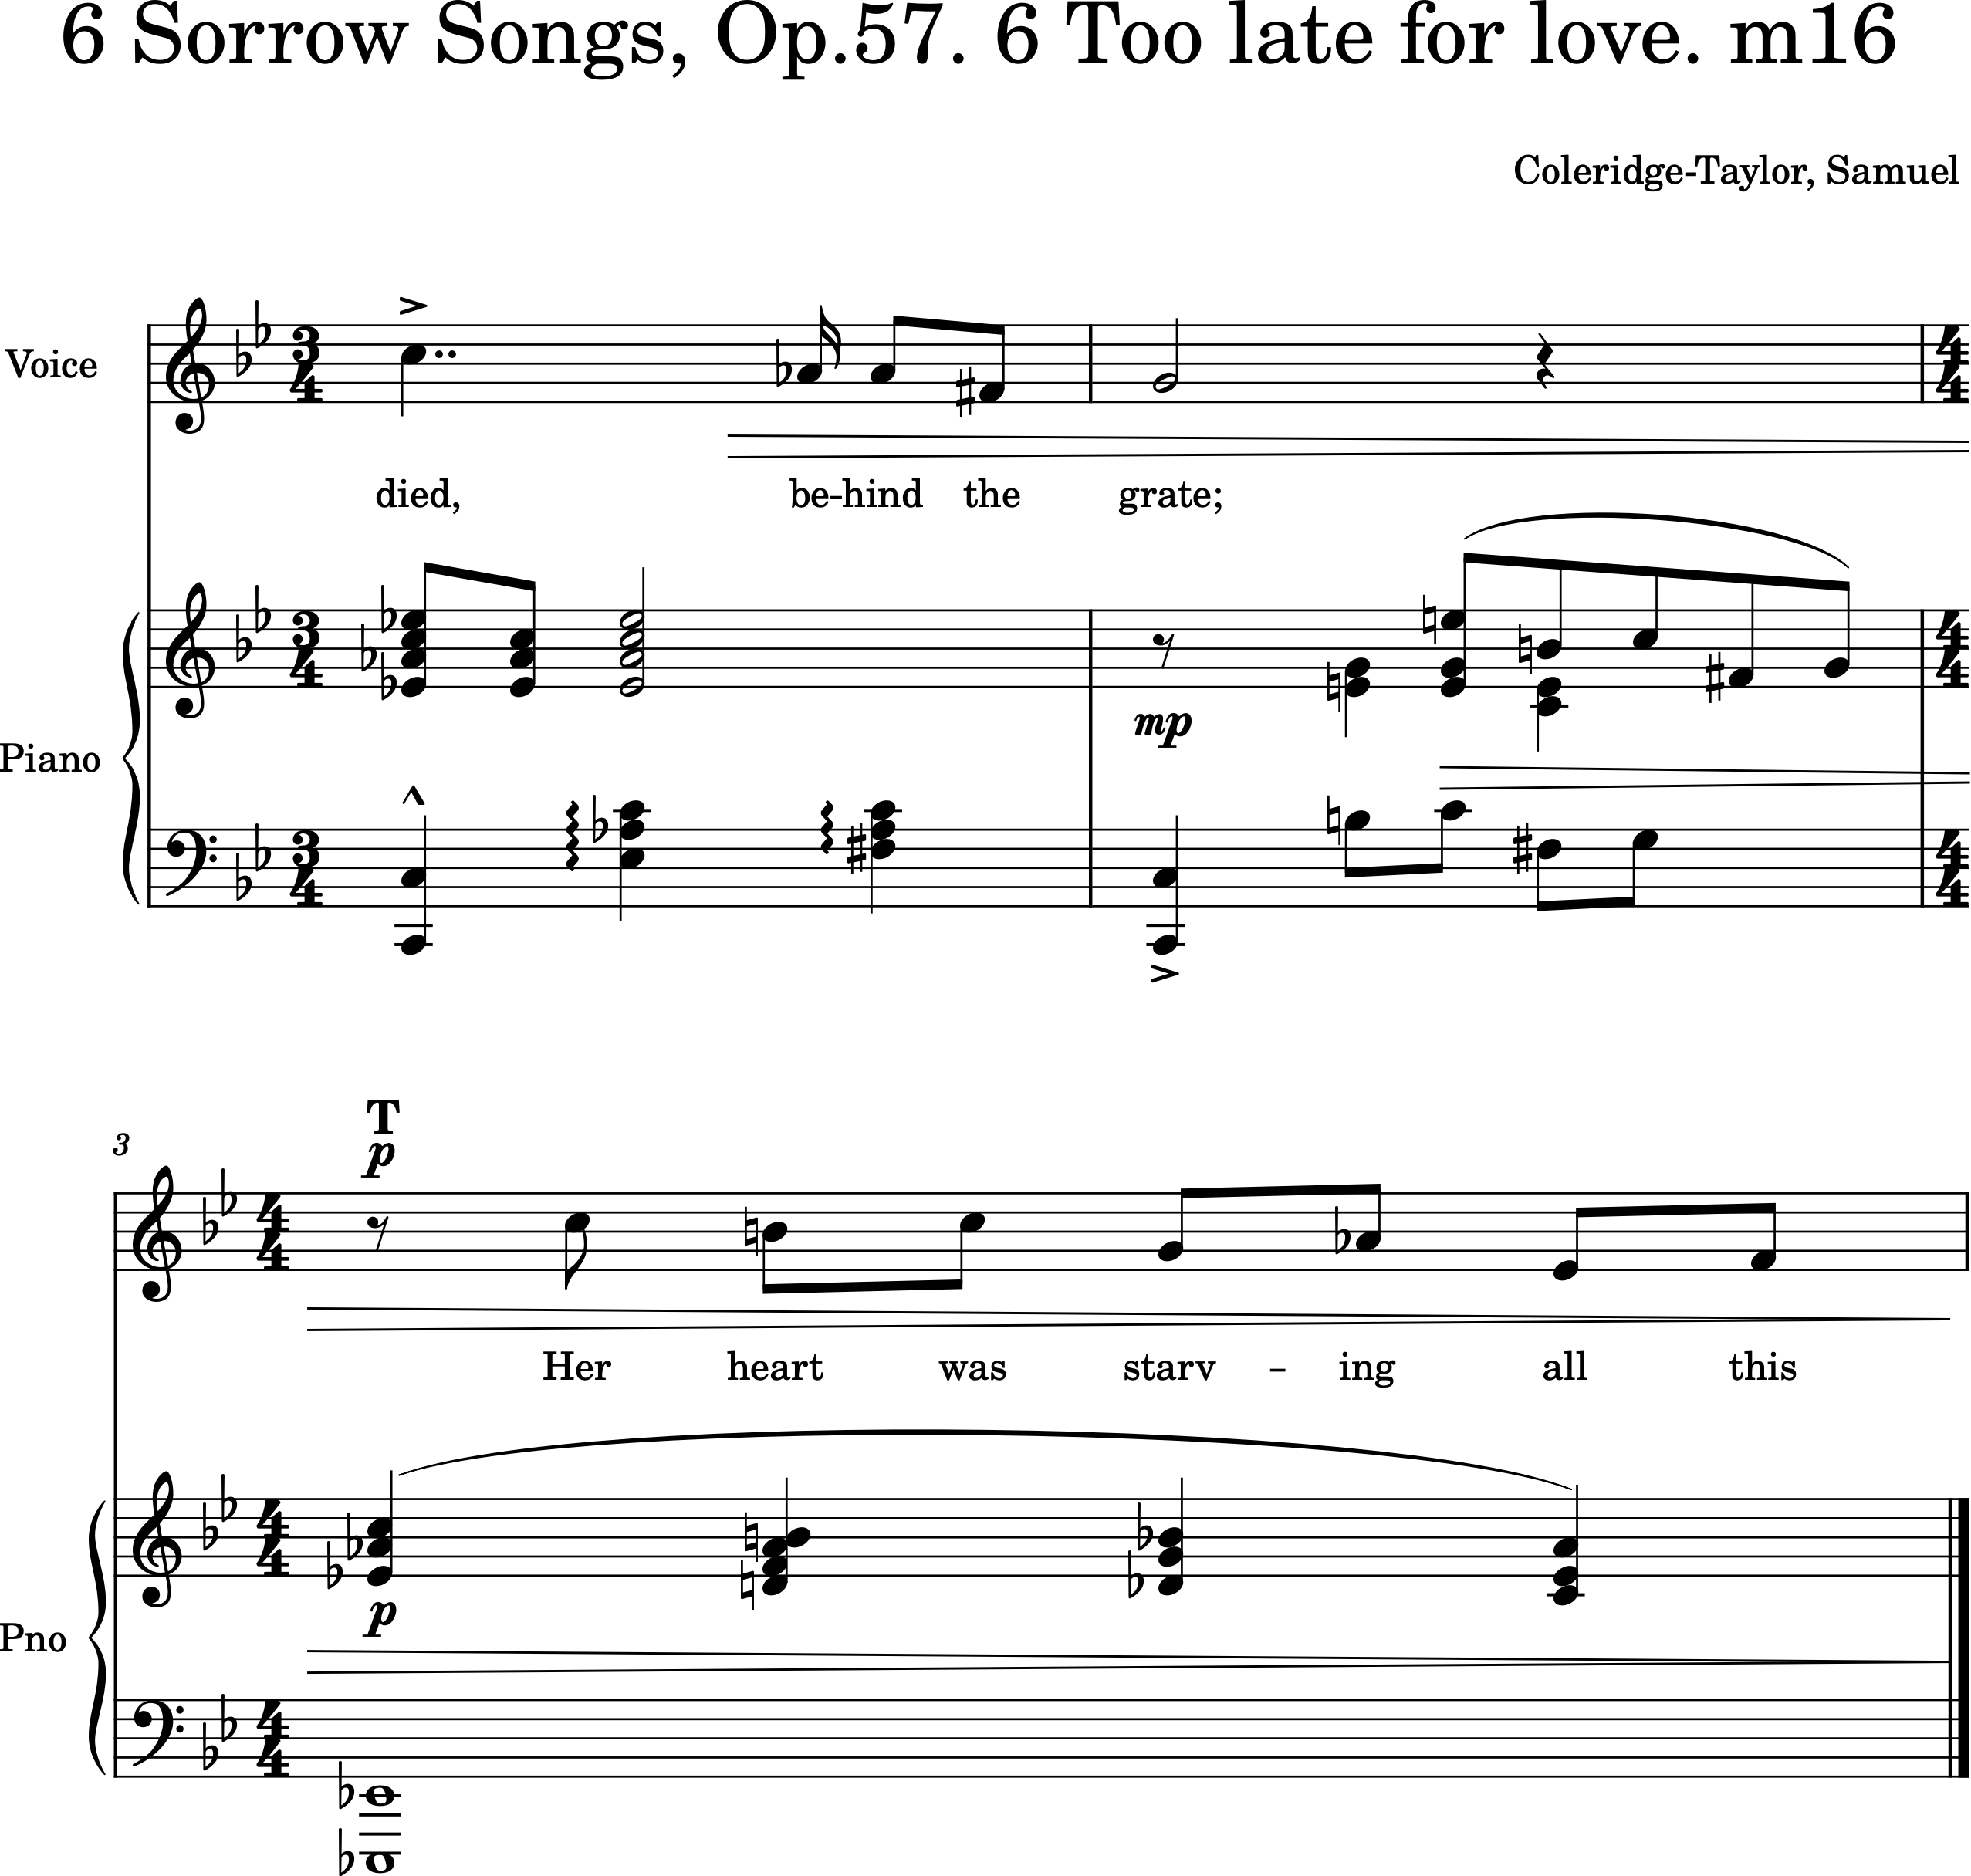 6 Sorrow Songs, Op.57. 6 Too late for love. m16
Coleridge-Taylor, Samuel
Voice
died, be-hind the grate;
mp
Piano
3
T
p
Her heart was starv - ing all this
p
Pno